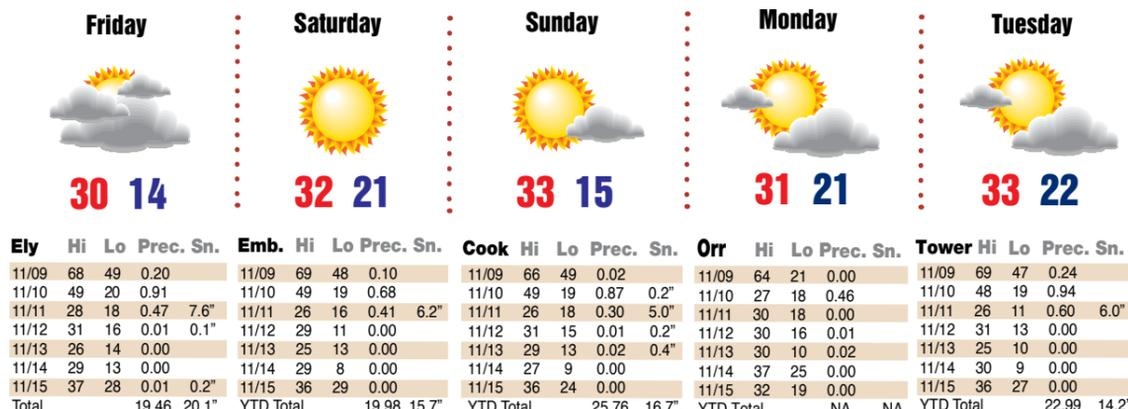 Friday Saturday Sunday Monday Tuesday
30 14 32 21 33 15 31 21 33 22
Ely Hi Lo Prec. Sn.
11/09 68 49 0.20
11/10 49 20 0.91
11/11 28 18 0.47 7.6”
11/12 31 16 0.01 0.1”
11/13 26 14 0.00
11/14 29 13 0.00
11/15 37 28 0.01 0.2”
Total 19.46 20.1”
Emb. Hi Lo Prec. Sn.
11/09 69 48 0.10
11/10 49 19 0.68
11/11 26 16 0.41 6.2”
11/12 29 11 0.00
11/13 25 13 0.00
11/14 29 8 0.00
11/15 36 29 0.00
YTD Total 19.98 15.7”
Cook Hi Lo Prec. Sn.
11/09 66 49 0.02
11/10 49 19 0.87 0.2”
11/11 26 18 0.30 5.0”
11/12 31 15 0.01 0.2”
11/13 29 13 0.02 0.4”
11/14 27 9 0.00
11/15 36 24 0.00
YTD Total 25.76 16.7”
Orr Hi Lo Prec. Sn.
11/09 64 21 0.00
11/10 27 18 0.46
11/11 30 18 0.00
11/12 30 16 0.01
11/13 30 10 0.02
11/14 37 25 0.00
11/15 32 19 0.00
YTD Total NA NA
Tower Hi Lo Prec. Sn.
11/09 69 47 0.24
11/10 48 19 0.94
11/11 26 11 0.60 6.0”
11/12 31 13 0.00
11/13 25 10 0.00
11/14 30 9 0.00
11/15 36 27 0.00
YTD Total 22.99 14.2”